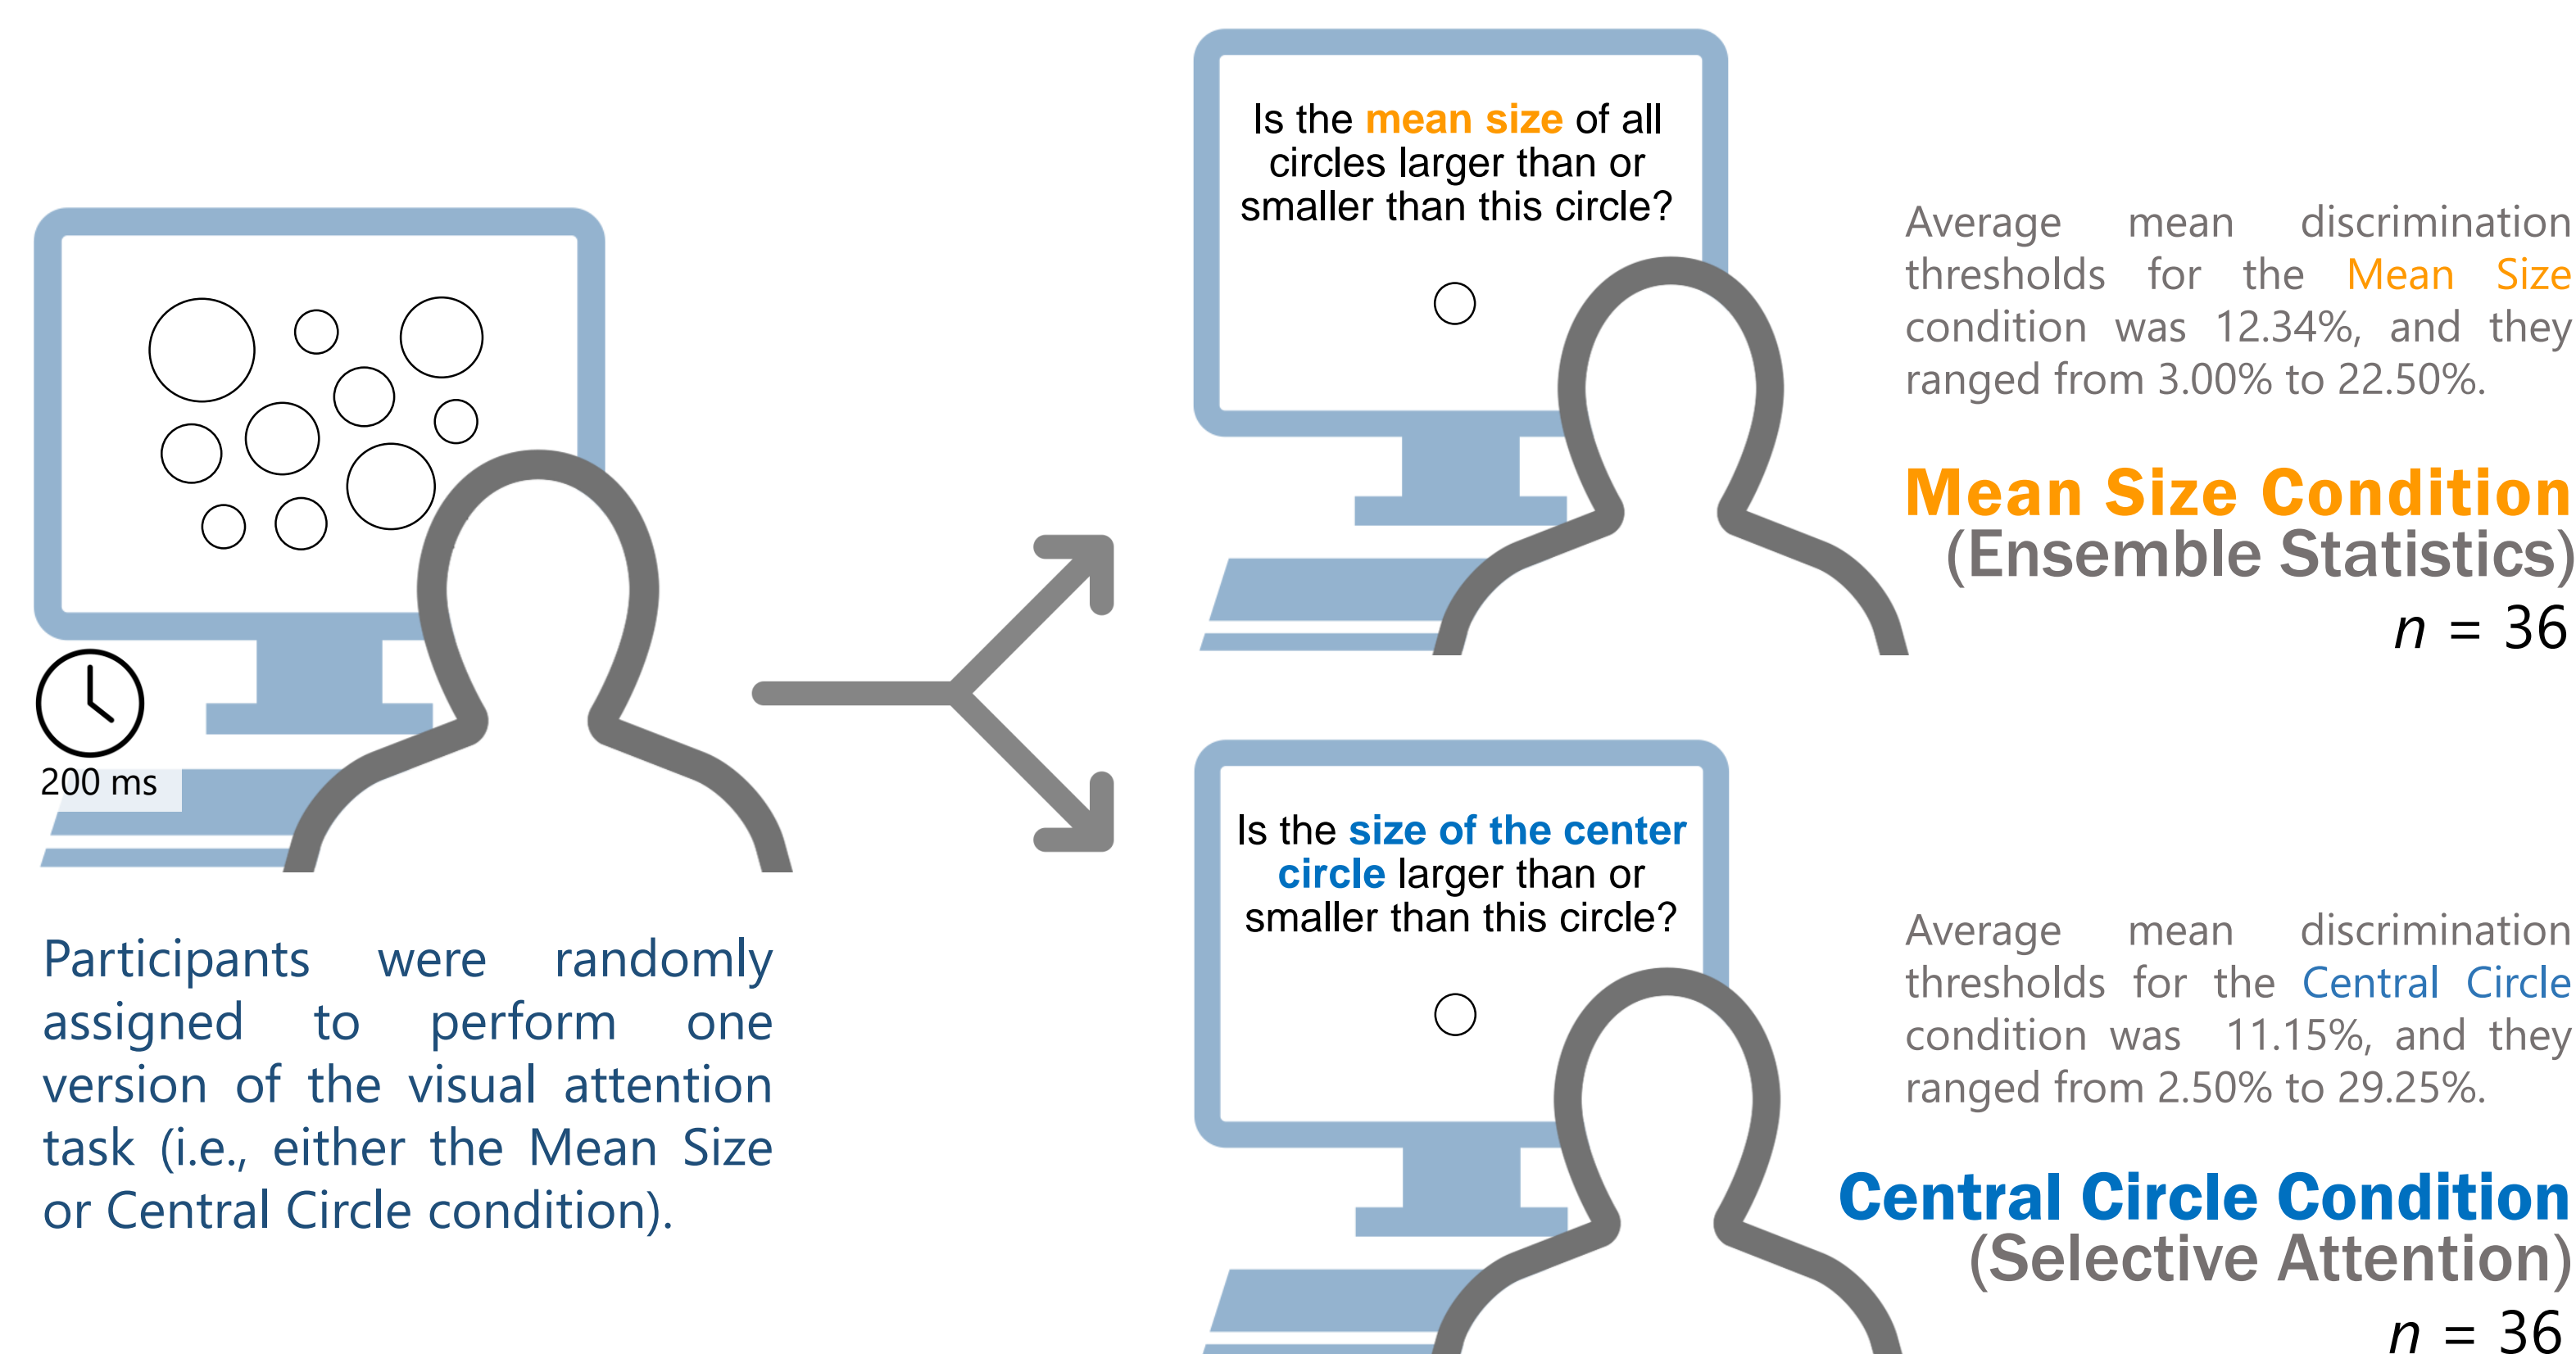 200 ms
Participants were randomly
assigned to perform one
version of the visual attention
task (i.e., either the Mean Size
or Central Circle condition).
Is the mean size of all
circles larger than or
smaller than this circle?
Average mean discrimination
thresholds for the Mean Size
condition was 12.34%, and they
ranged from 3.00% to 22.50%.
Mean Size Condition
(Ensemble Statistics)
n = 36
Is the size of the center
circle larger than or
smaller than this circle?
Average mean discrimination
thresholds for the Central Circle
condition was 11.15%, and they
ranged from 2.50% to 29.25%.
Central Circle Condition
(Selective Attention)
n = 36